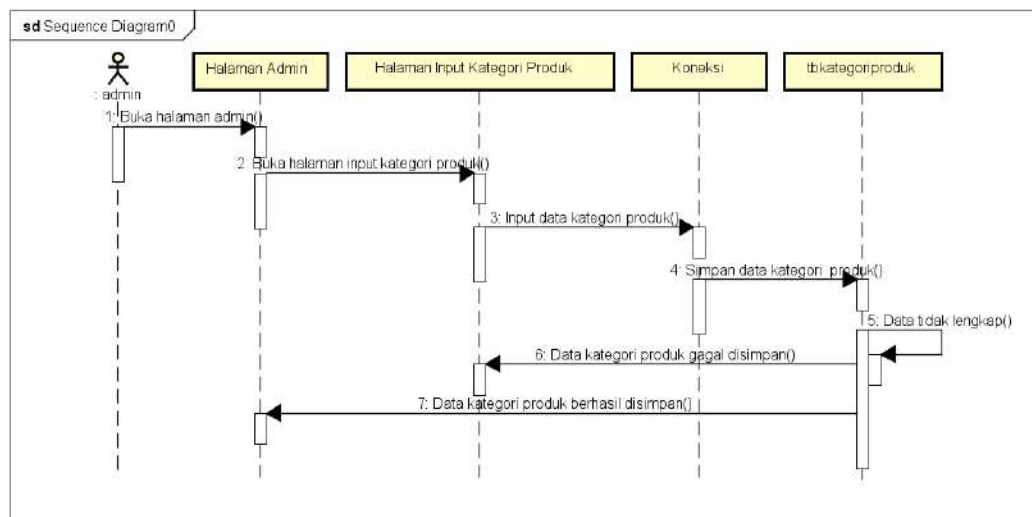 sd Sequence Diagram0
: admin
Halaman Admin
Halaman Input Kategori Produk
Koneksi
tbkategoriproduk
1: Buka halaman admin()
2: Buka halaman input kategori produk()
3: Input data kategori produk()
4: Simpan data kategori produk()
5: Data tidak lengkap()
6: Data kategori produk gagal disimpan()
7: Data kategori produk berhasil disimpan()